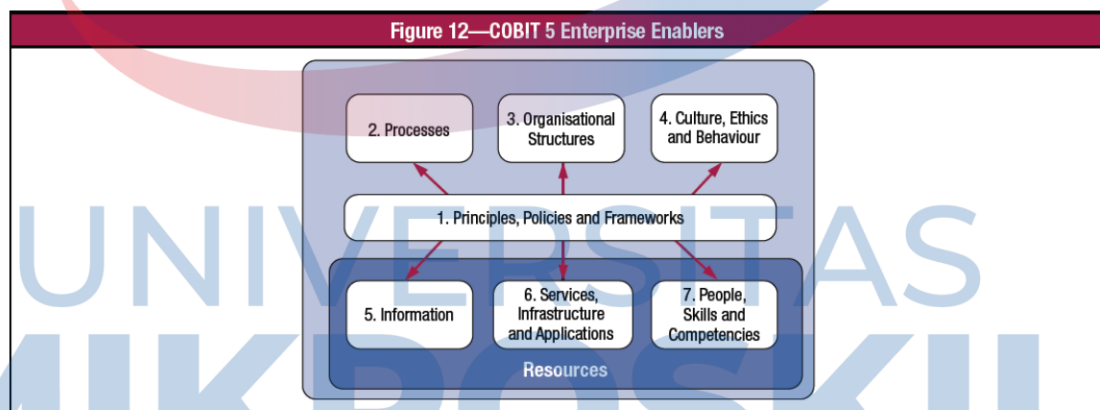 Figure 12—COBIT 5 Enterprise Enablers
2. Processes
3. Organisational
Structures
4. Culture, Ethics
and Behaviour
1. Principles, Policies and Frameworks
5. Information
6. Services,
Infrastructure
and Applications
7. People,
Skills and
Competencies
Resources
UNIVERSITAS
MIKROSKIL